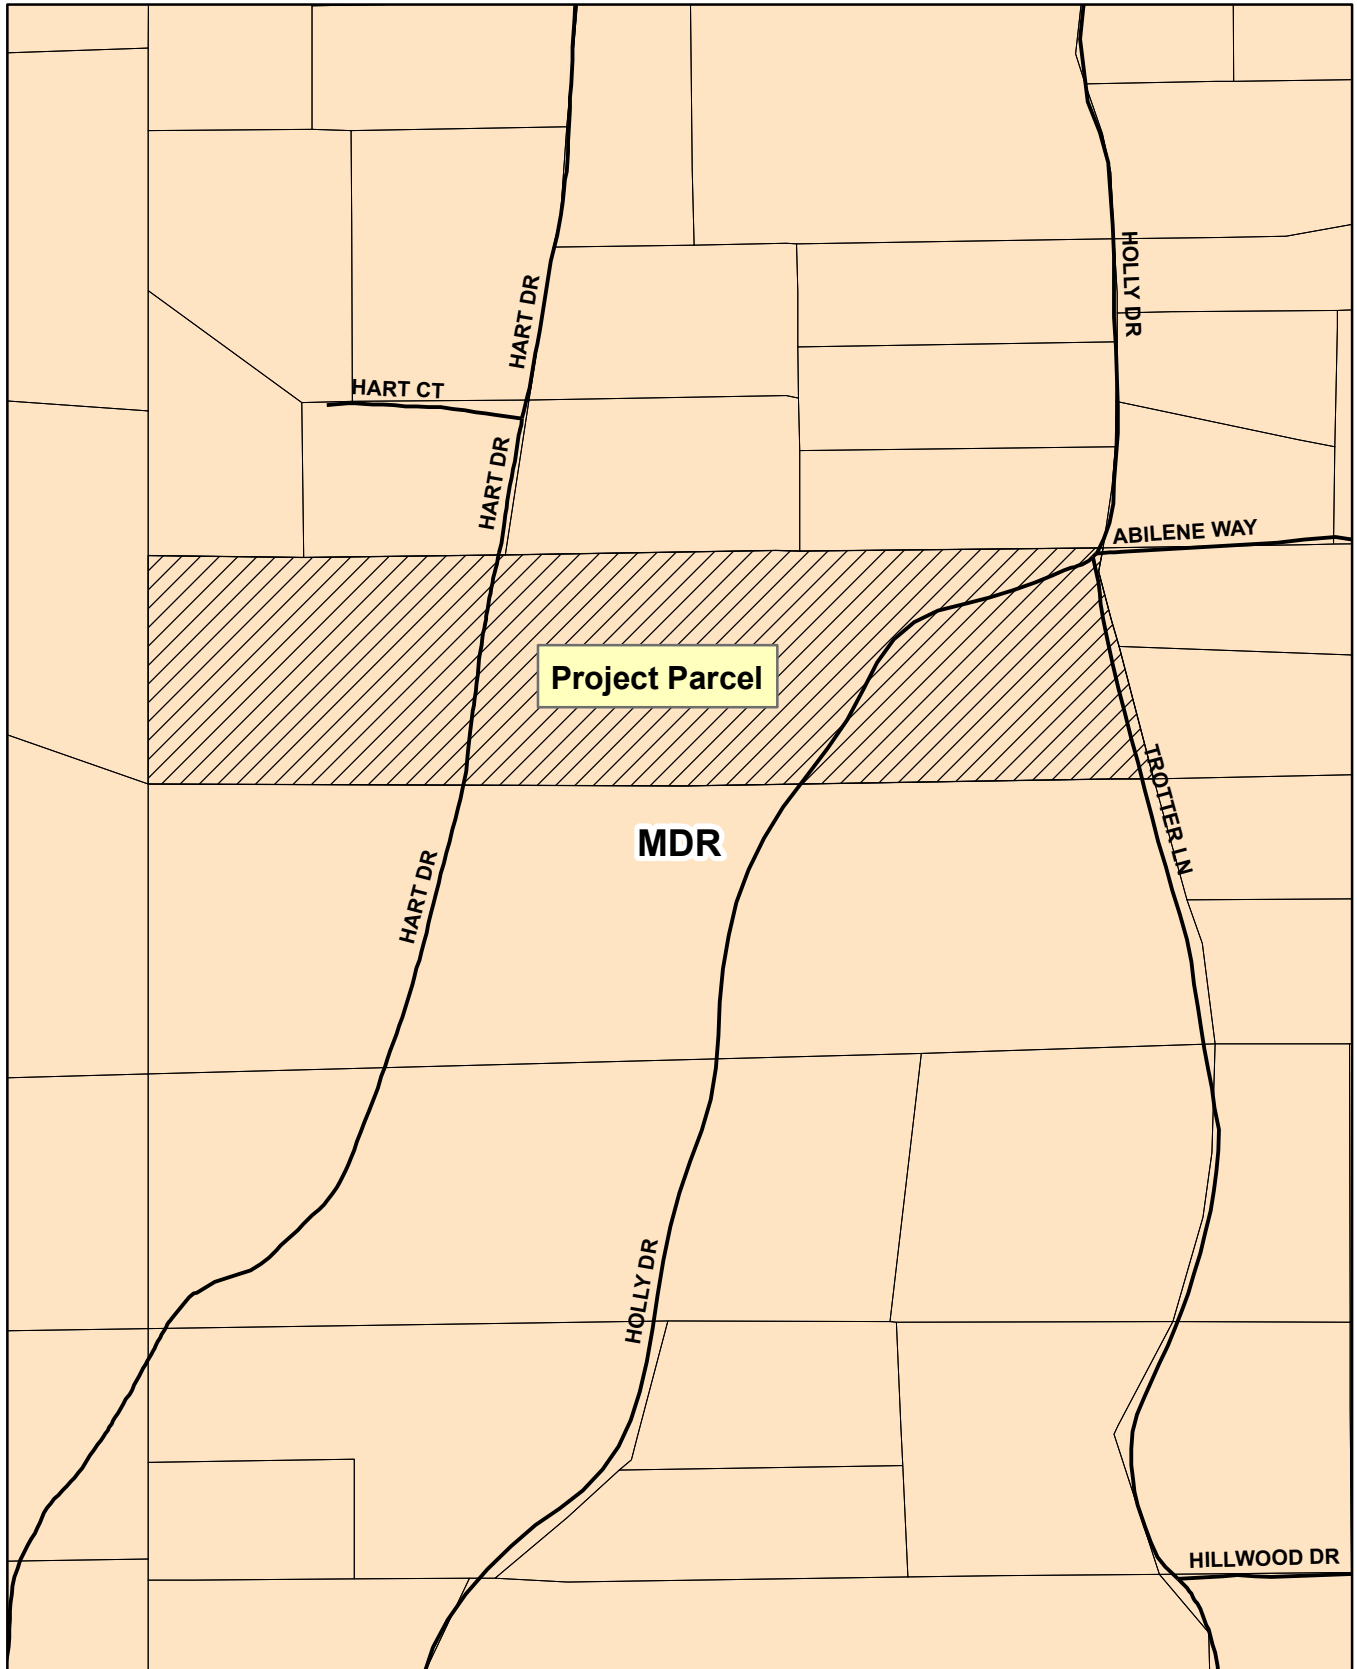 HOLLY DR
HART DR
HART CT
HART DR
ABILENE WAY
Project Parcel
TROTTER LN
MDR
HART DR
HOLLY DR
HILLWOOD DR